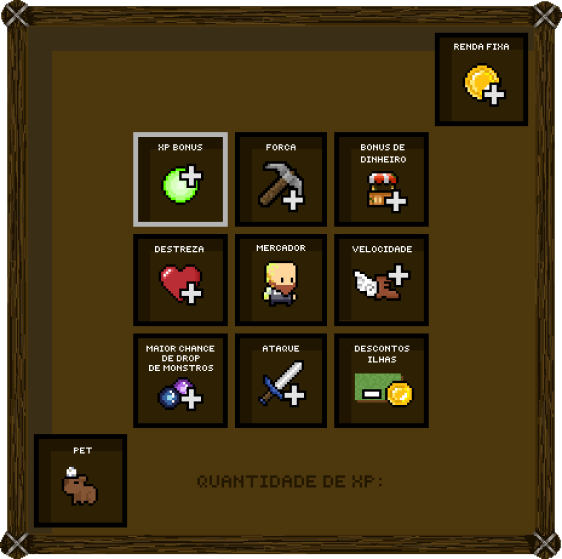 RENDA FIXA
XP BONUS
FORCA
BONUS DE
DINHEIRO
DESTREZA
MERCADOR
VELOCIDADE
MAIOR CHANCE
DE DROP
DE MONSTROS
ATAQUE
DESCONTOS
ILHAS
PET
QUANTIDADE DE XP: